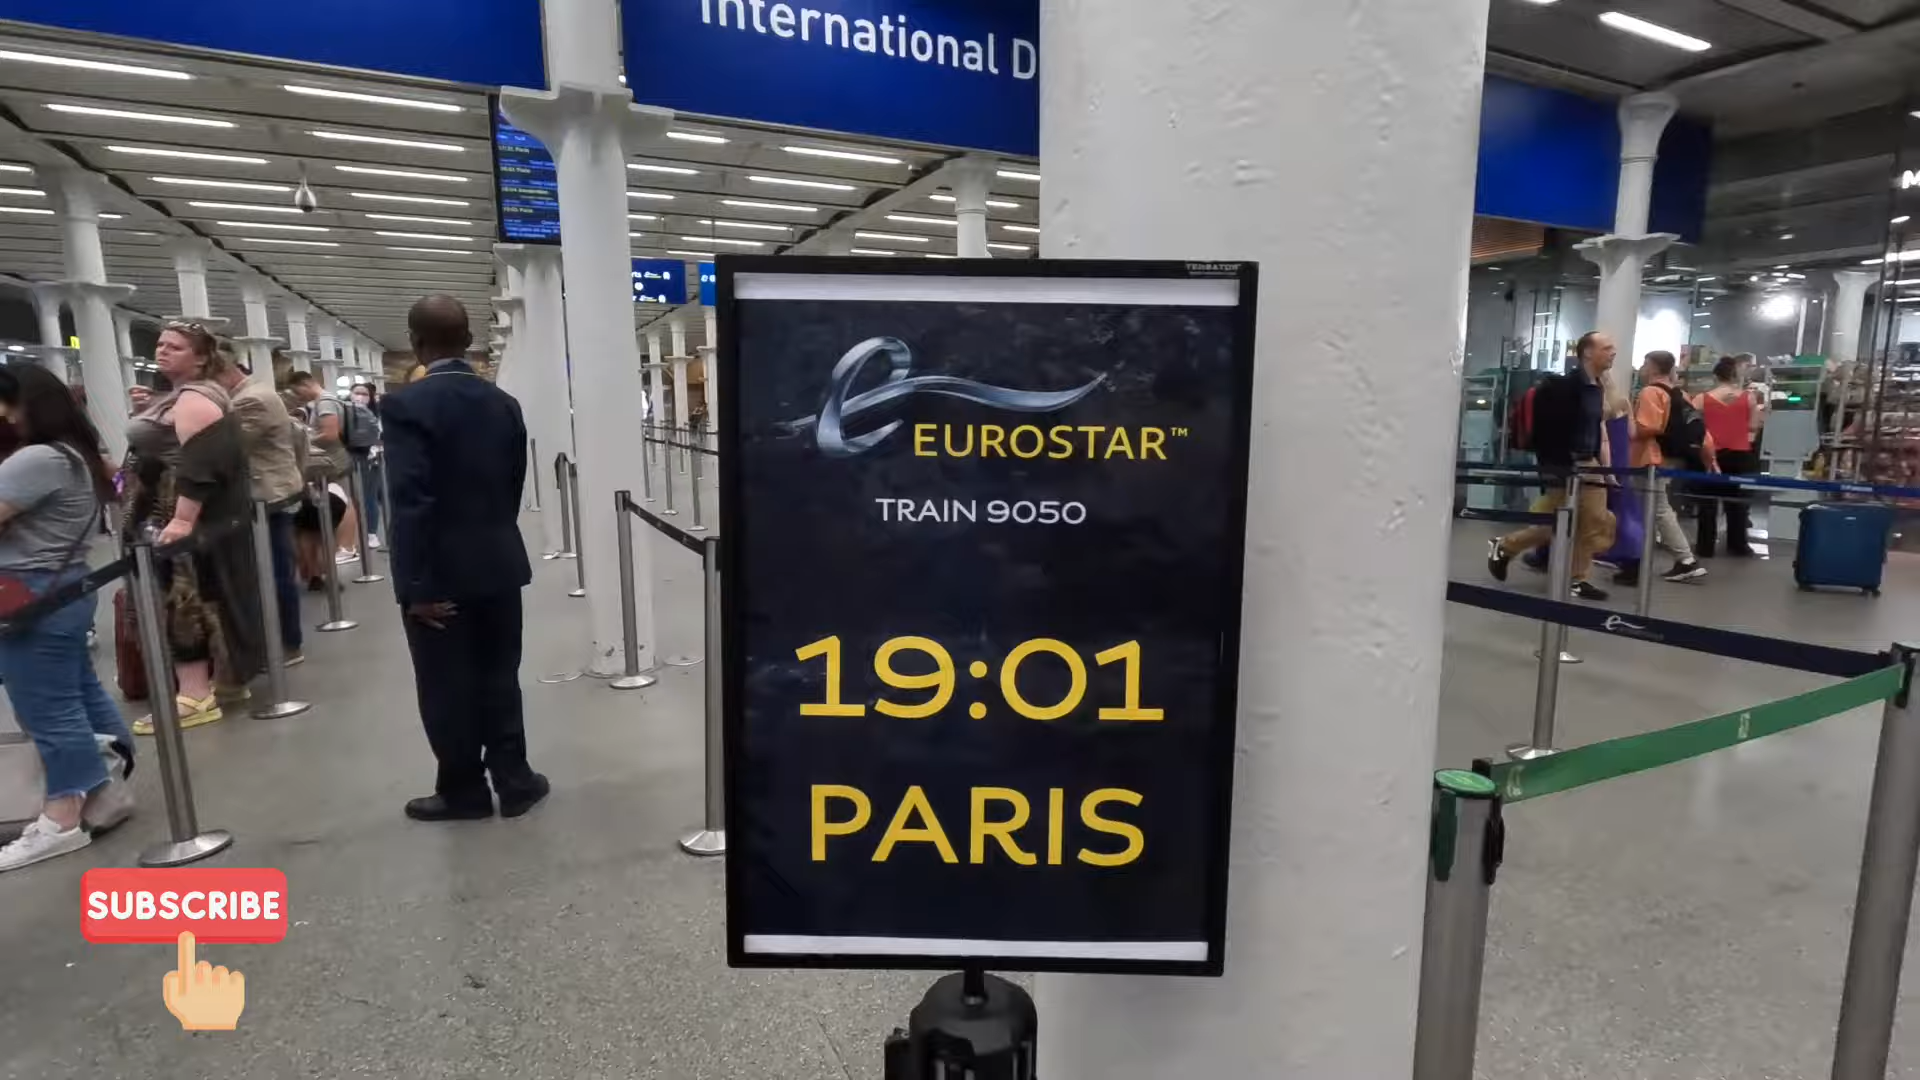 International D
EUROSTAR™
TRAIN 9050
19:01
PARIS
SUBSCRIBE